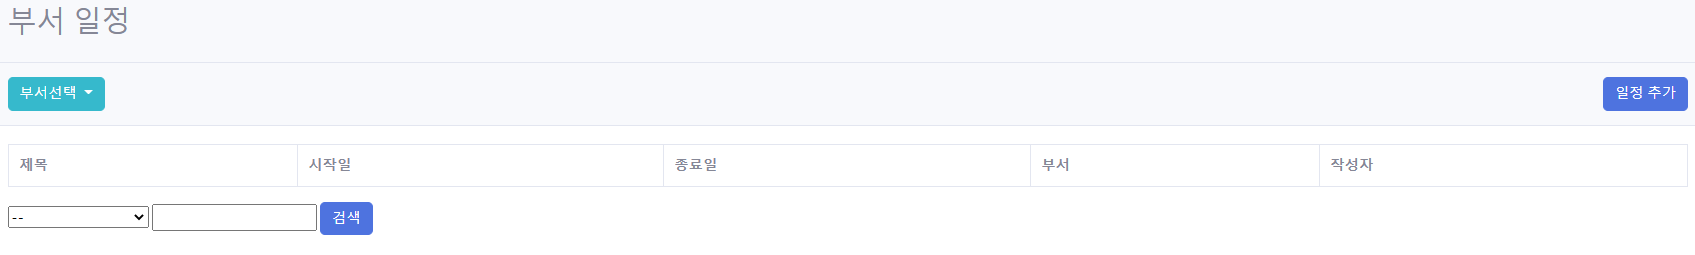 부서 일정
부서선택 일정 추가
제목 시작일 종료일 부서 작성자
-- 검색